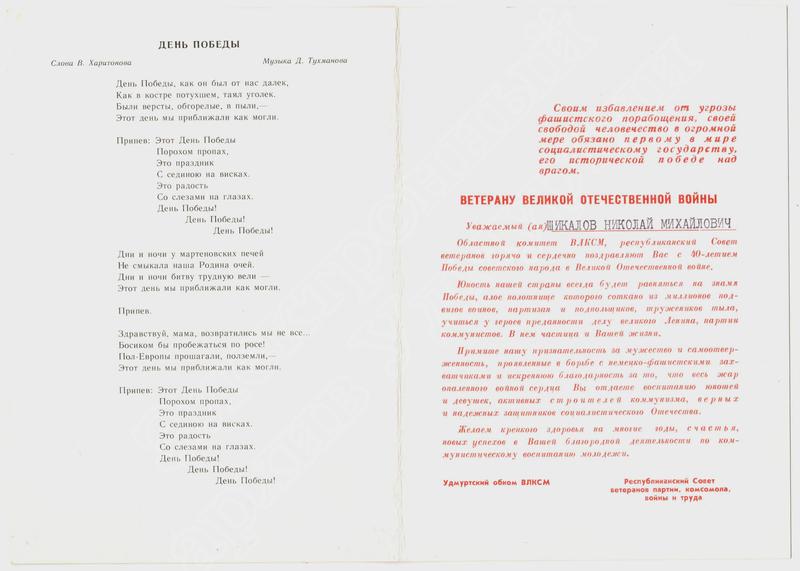 ДЕНЬ ПОБЕДЫ
Слова В. Харитонова
Музыка Д. Тухманова
День Победы, как он был от нас далек,
Как в костре потухшем, таял уголек.
Были версты, обгорелые, в пыли,—
Этот день мы приближали как могли.
Припев: Этот День Победы
Порохом пропах,
Это праздник
С сединою на висках.
Это радость
Со слезами на глазах.
День Победы!
День Победы!
День Победы!
Дни и ночи у мартеновских печей
Не смыкала наша Родина очей.
Дни и ночи битву трудную вели —
Этот день мы приближали как могли.
Припев.
Здравствуй, мама, возвратились мы не все...
Босиком бы пробежаться по росе!
Пол-Европы прошагали, полземли,—
Этот день мы приближали как могли.
Припев: Этот День Победы
Порохом пропах,
Это праздник
С сединою на висках.
Это радость
Со слезами на глазах.
День Победы!
День Победы!
День Победы!
Своим избавлением от угрозы
фашистского порабощения, своей
свободой человечество в огромной
мере обязано первому в мире
социалистическому государству,
его исторической победе над
врагом.
ВЕТЕРАНУ ВЕЛИКОЙ ОТЕЧЕСТВЕННОЙ ВОЙНЫ
Уважаемый (ая) ЩИКАЛОВ НИКОЛАЙ МИХАЙЛОВИЧ
Областной комитет ВЛКСМ, республиканский Совет
ветеранов горячо и сердечно поздравляют Вас с 40-летием
Победы советского народа в Великой Отечественной войне.
Юность нашей страны всегда будет равняться на знамя
Победы, алое полотнище которого соткано из миллионов под-
вигов воинов, партизан и подпольщиков, тружеников тыла,
учиться у героев преданности делу великого Ленина, партии
коммунистов. В нем частица и Вашей жизни.
Примите нашу признательность за мужество и самоотвер-
женность, проявленные в борьбе с немецко-фашистскими зах-
ватчиками и искреннюю благодарность за то, что весь жар
опаленного войной сердца Вы отдаете воспитанию юношей
и девушек, активных строителей коммунизма, верных
и надежных защитников социалистического Отечества.
Желаем крепкого здоровья на многие годы, счастья,
новых успехов в Вашей благородной деятельности по ком-
мунистическому воспитанию молодежи.
Удмуртский обком ВЛКСМ
Республиканский Совет
ветеранов партии, комсомола,
войны и труда